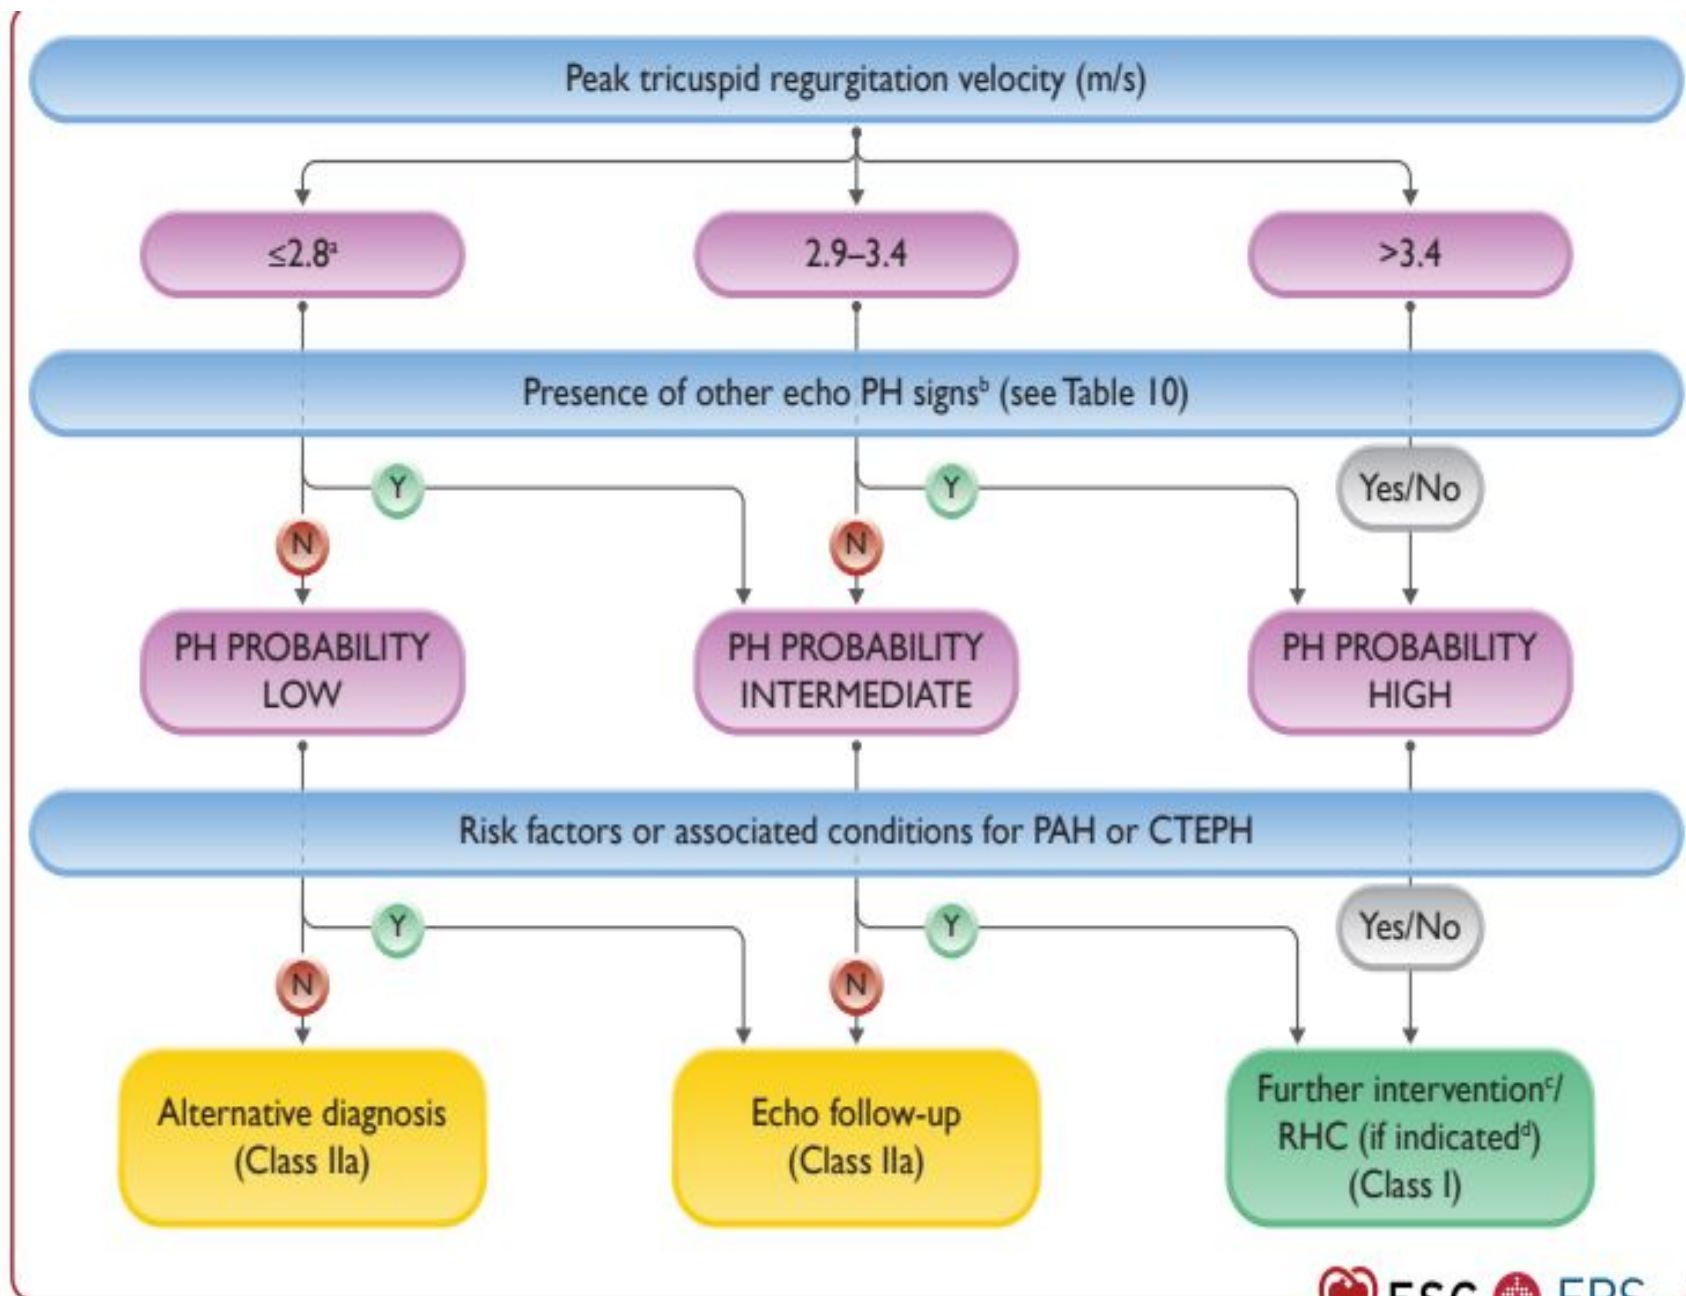 Peak tricuspid regurgitation velocity (m/s)
≤2.8ᵃ
2.9–3.4
>3.4
Presence of other echo PH signsᵇ (see Table 10)
Y
Y
Yes/No
N
N
PH PROBABILITY
LOW
PH PROBABILITY
INTERMEDIATE
PH PROBABILITY
HIGH
Risk factors or associated conditions for PAH or CTEPH
Y
Y
Yes/No
N
N
Alternative diagnosis
(Class IIa)
Echo follow-up
(Class IIa)
Further interventionᶜ/
RHC (if indicatedᵈ)
(Class I)
ESC ERS